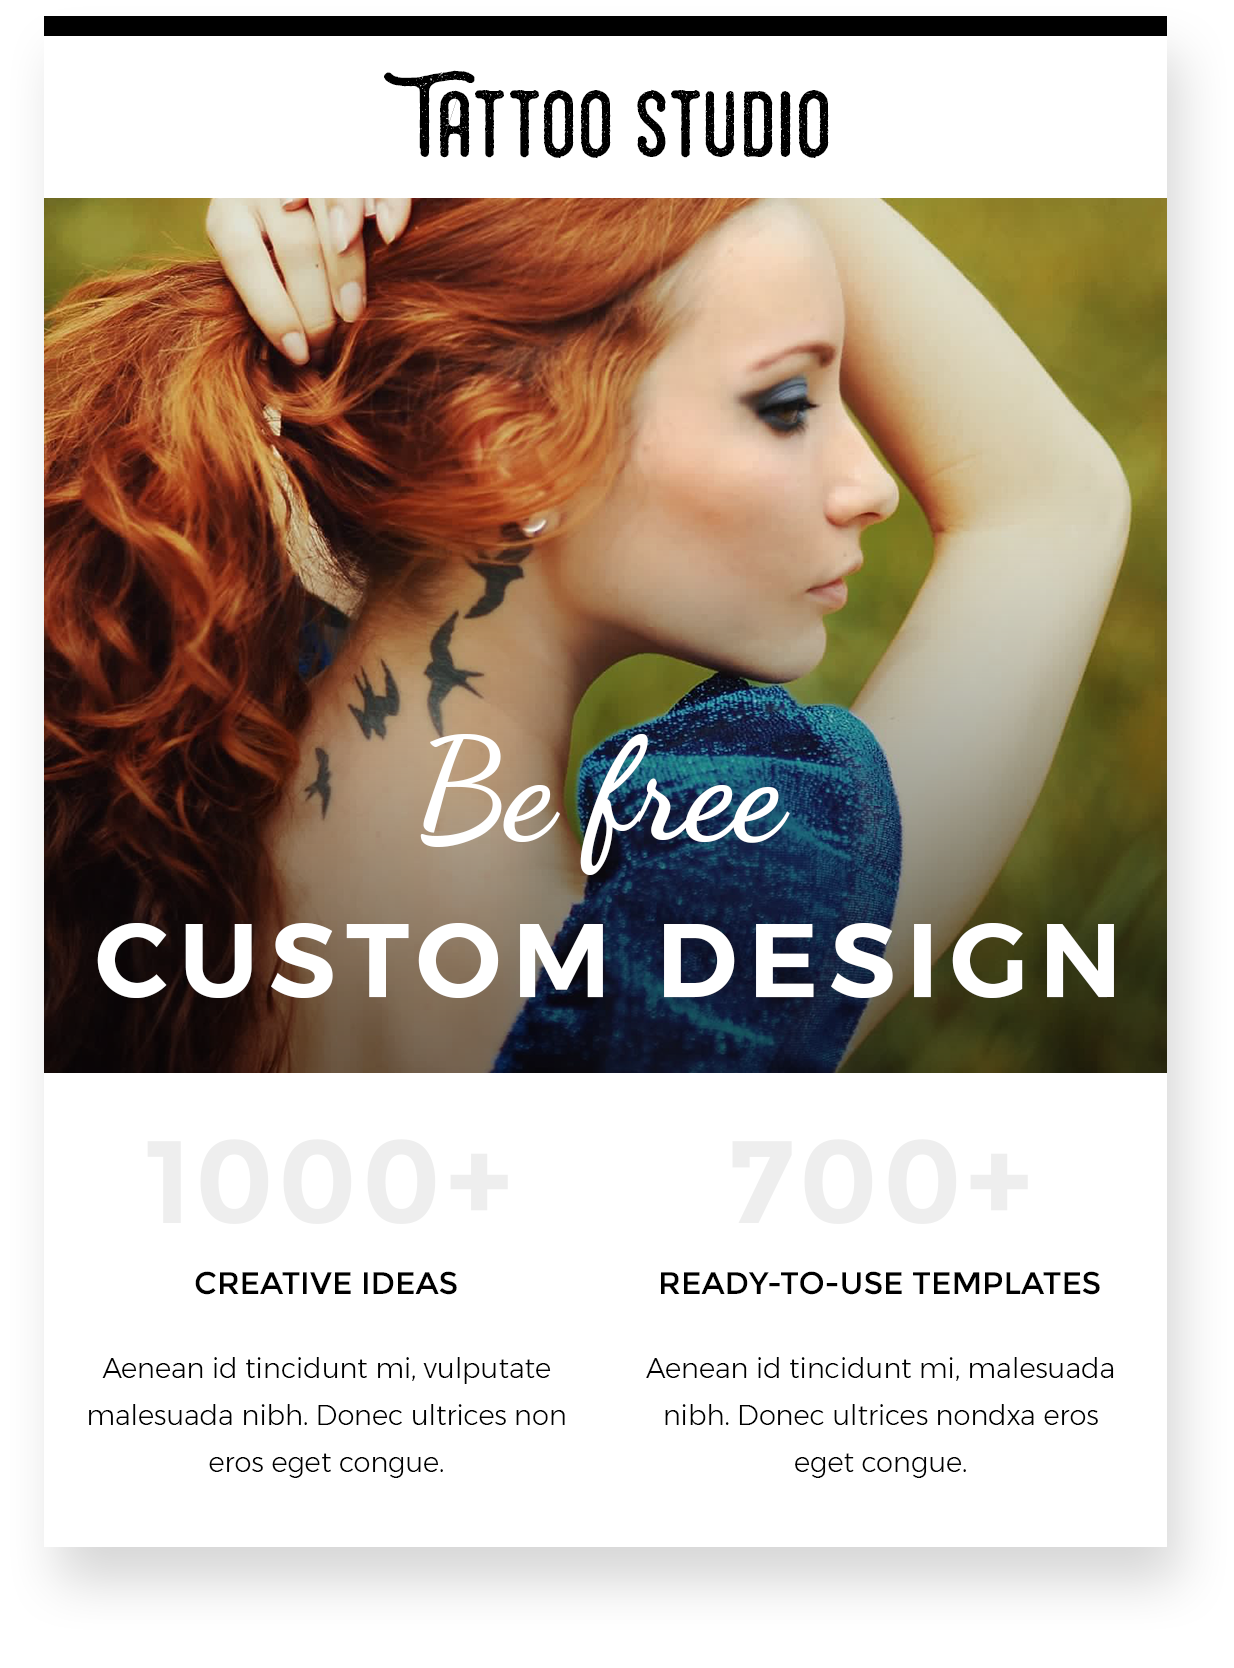 TATTOO STUDIO
Be free
CUSTOM DESIGN
1000+
CREATIVE IDEAS
Aenean id tincidunt mi, vulputate
malesuada nibh. Donec ultrices non
eros eget congue.
700+
READY-TO-USE TEMPLATES
Aenean id tincidunt mi, malesuada
nibh. Donec ultrices nondxa eros
eget congue.